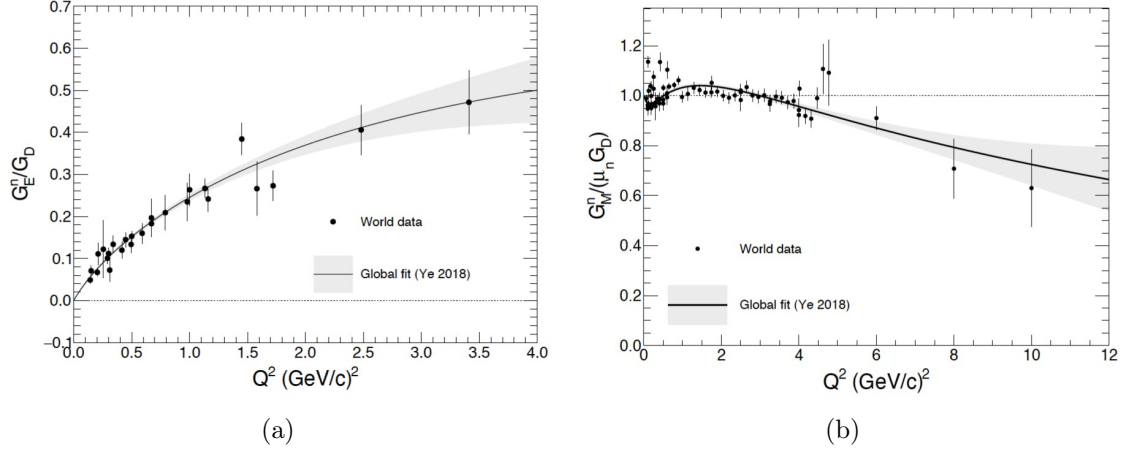 0.7
0.6
0.5
0.4
0.3
0.2
0.1
0.0
−0.1
G_E^n/G_D
World data
Global fit (Ye 2018)
0.0 0.5 1.0 1.5 2.0 2.5 3.0 3.5 4.0
Q² (GeV/c)²
(a)
1.2
1.0
0.8
0.6
0.4
0.2
0.0
G_M^n/(μ_n G_D)
World data
Global fit (Ye 2018)
0 2 4 6 8 10 12
Q² (GeV/c)²
(b)